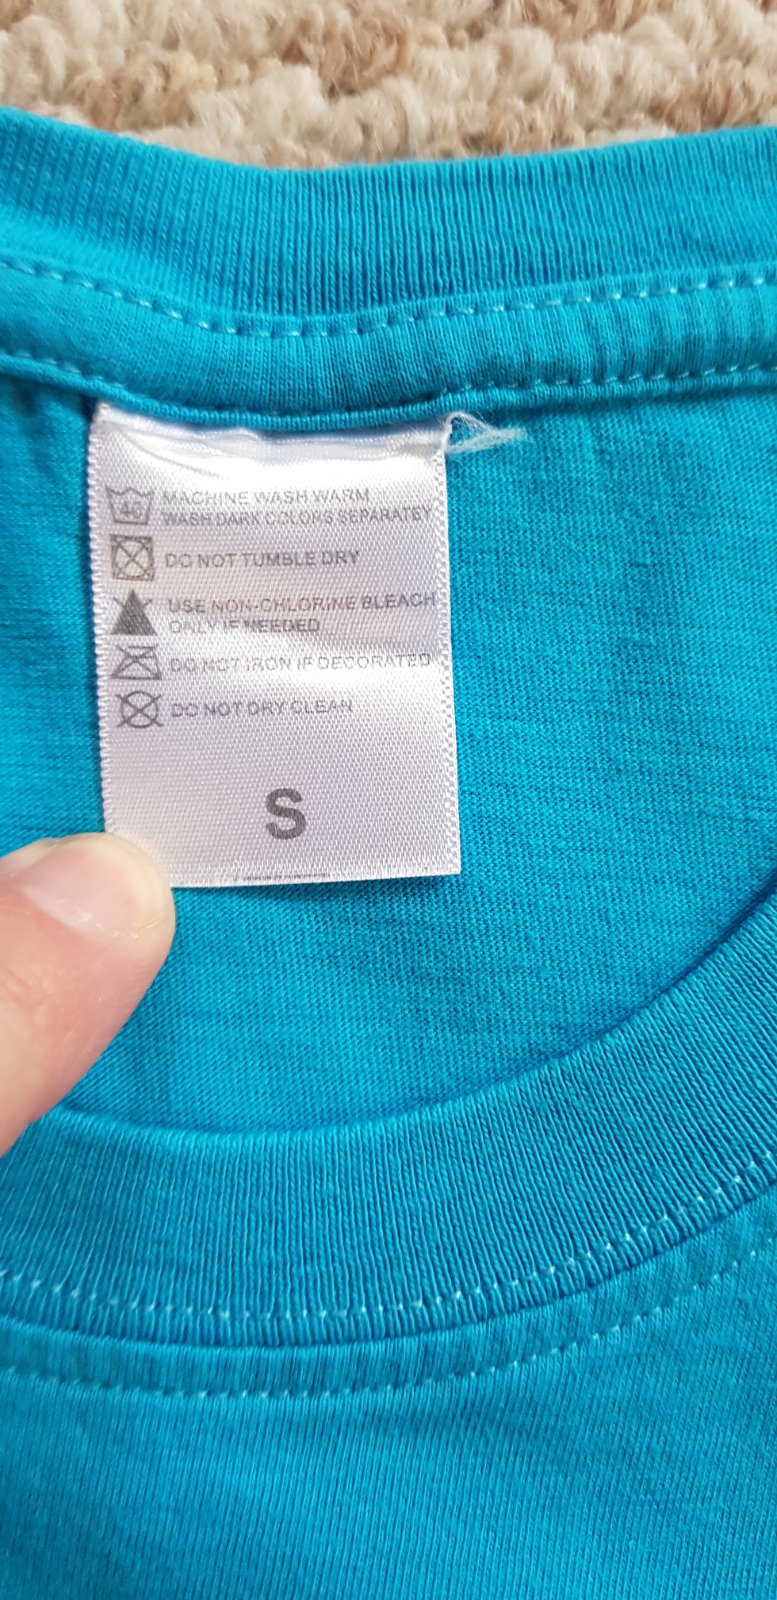 40 MACHINE WASH WARM
WASH DARK COLORS SEPARATEY
DO NOT TUMBLE DRY
USE NON-CHLORINE BLEACH
ONLY IF NEEDED
DO NOT IRON IF DECORATED
DO NOT DRY CLEAN
S